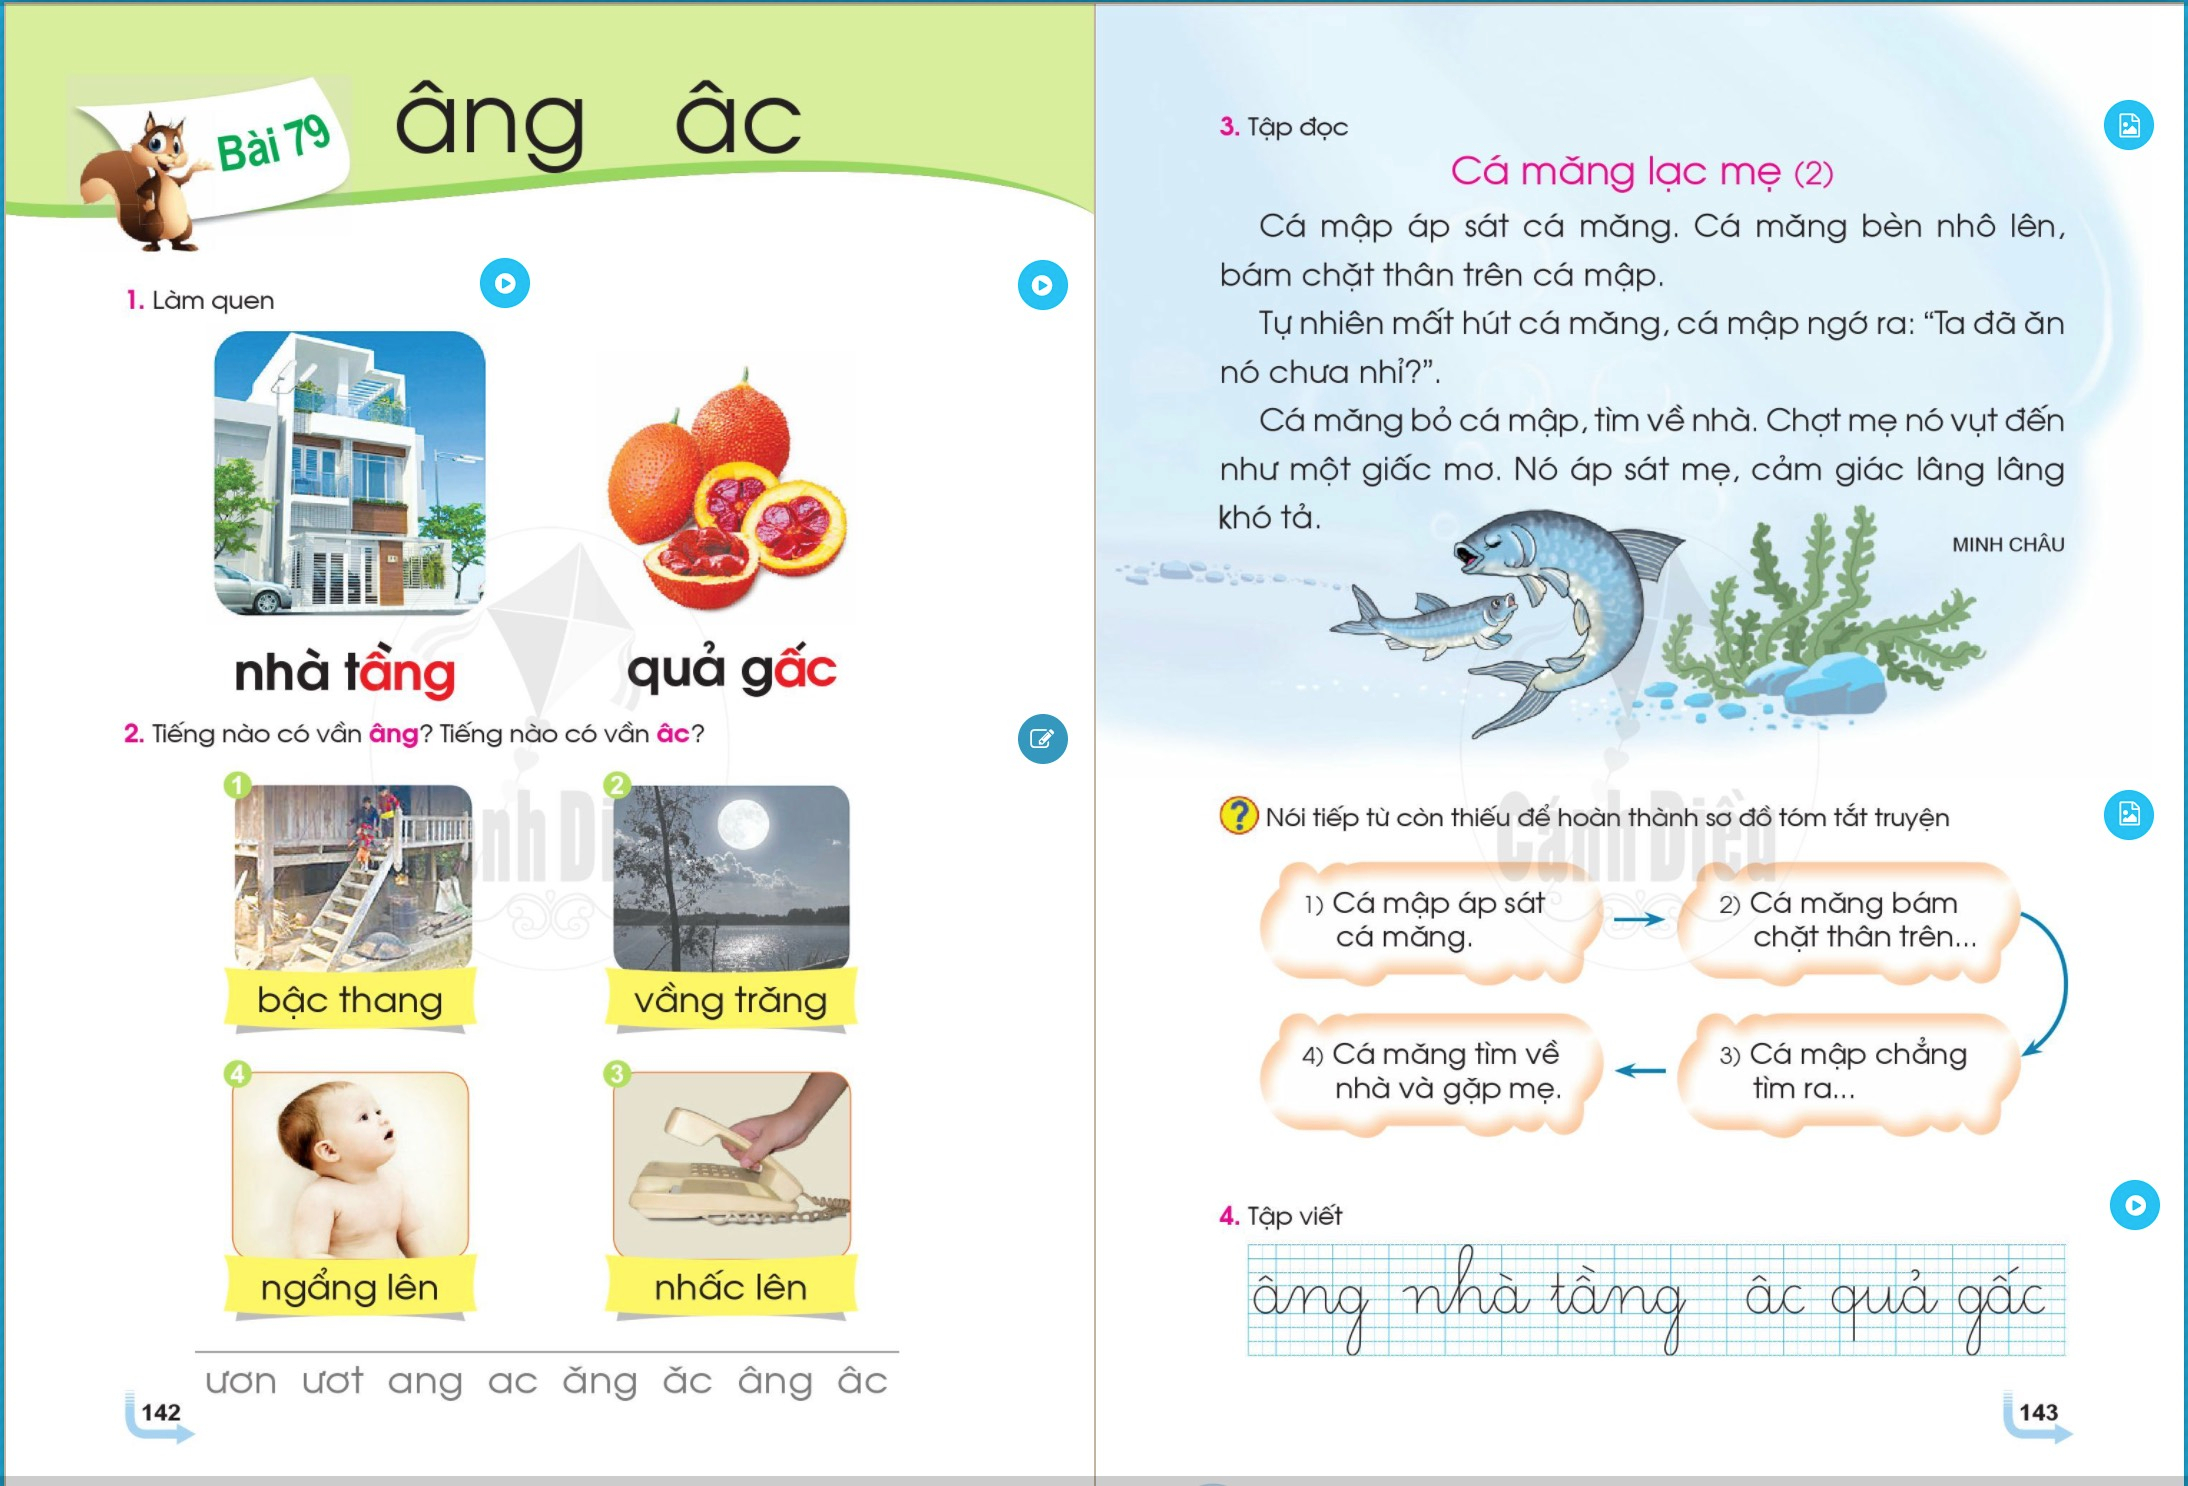 Bài 79
âng âc
1. Làm quen
nhà tầng
quả gấc
2. Tiếng nào có vần âng? Tiếng nào có vần âc?
1
2
bậc thang
vầng trăng
4
3
ngẩng lên
nhấc lên
ươn ươt ang ac ăng ăc âng âc
142
3. Tập đọc
Cá măng lạc mẹ (2)
Cá mập áp sát cá măng. Cá măng bèn nhô lên,
bám chặt thân trên cá mập.
Tự nhiên mất hút cá măng, cá mập ngớ ra: “Ta đã ăn
nó chưa nhỉ?”.
Cá măng bỏ cá mập, tìm về nhà. Chợt mẹ nó vụt đến
như một giấc mơ. Nó áp sát mẹ, cảm giác lâng lâng
khó tả.
MINH CHÂU
? Nói tiếp từ còn thiếu để hoàn thành sơ đồ tóm tắt truyện
Cánh Diều
1) Cá mập áp sát
cá măng.
2) Cá măng bám
chặt thân trên...
3) Cá mập chẳng
tìm ra...
4) Cá măng tìm về
nhà và gặp mẹ.
4. Tập viết
âng nhà tầng âc quả gấc
143